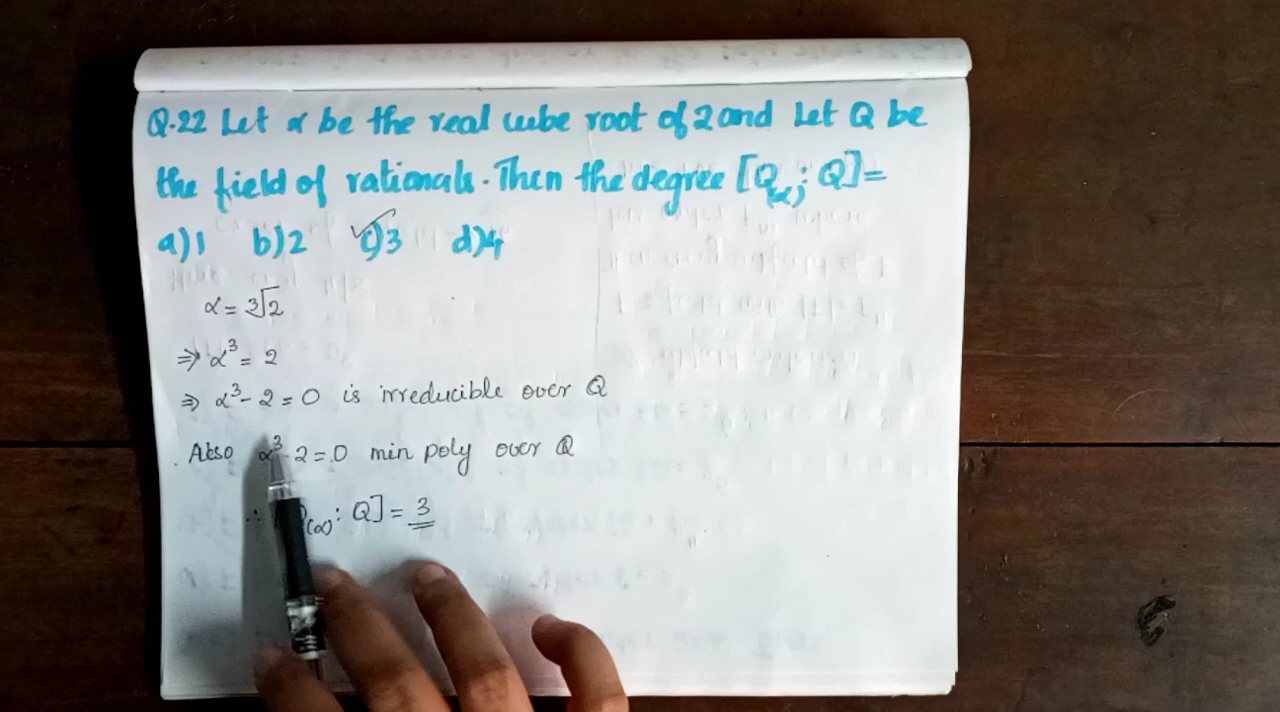 Q.22 Let α be the real cube root of 2 and Let Q be
the field of rationals. Then the degree [Q(α) : Q]=
a)1 b)2 c)3 d)4
α = ∛2
⇒ α³ = 2
⇒ α³- 2 = 0 is irreducible over Q
Also α³ 2 = 0 min poly over Q
∴ (α) : Q] = 3